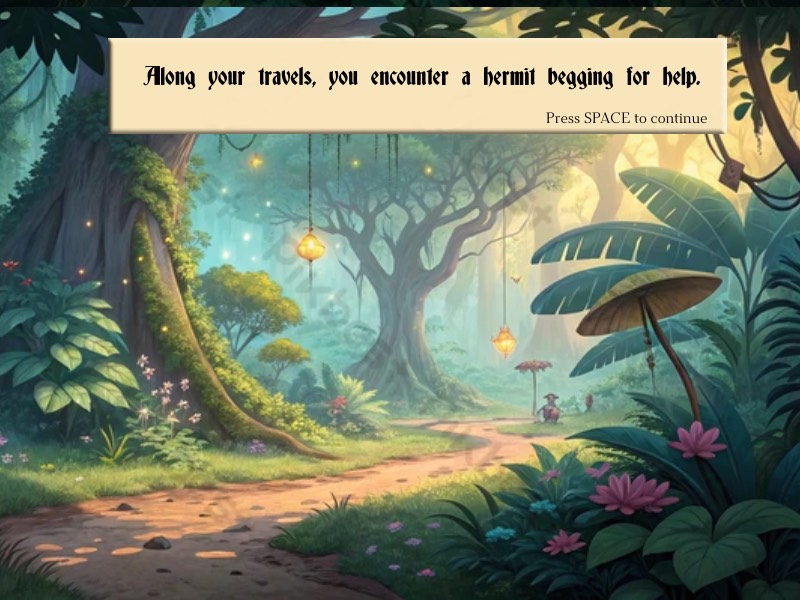 Along your travels, you encounter a hermit begging for help.
Press SPACE to continue